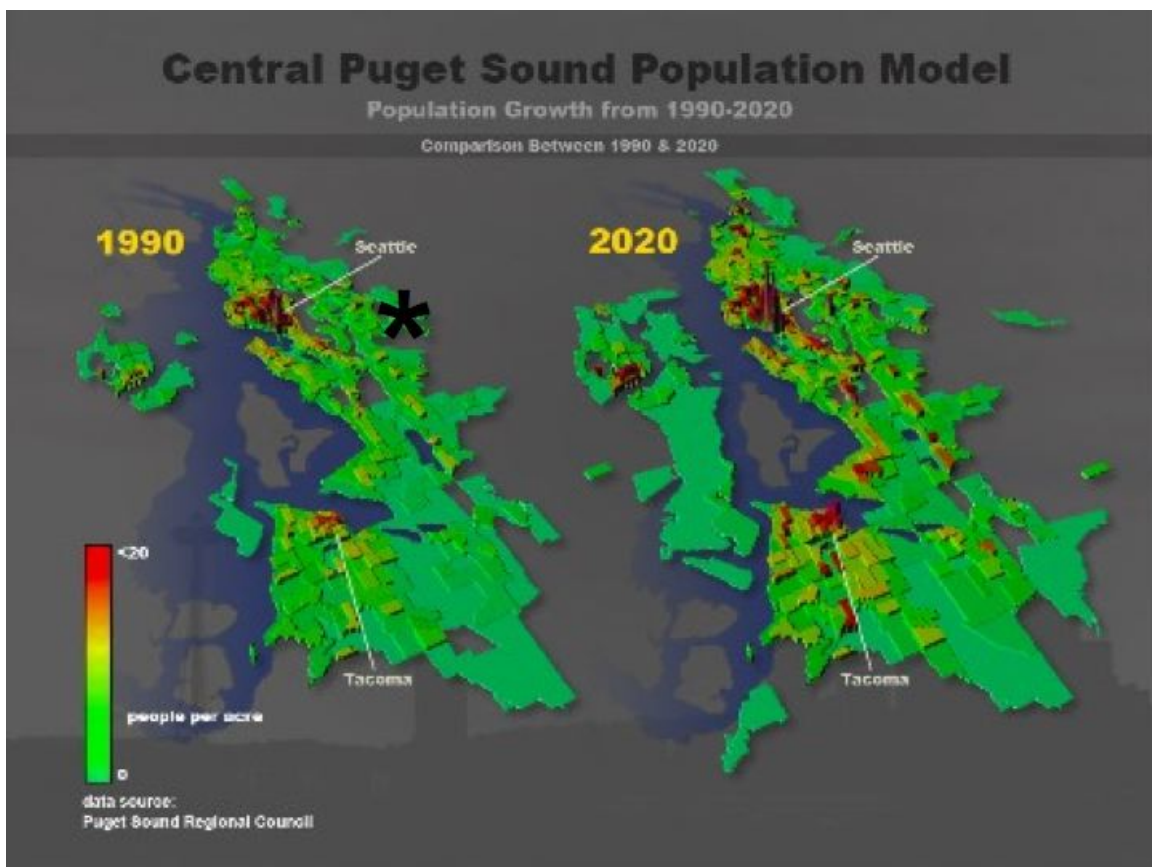 Central Puget Sound Population Model
Population Growth from 1990-2020
Comparison Between 1990 & 2020
1990
Seattle
*
2020
Seattle
<20
people per acre
0
Tacoma
Tacoma
data source:
Puget Sound Regional Council